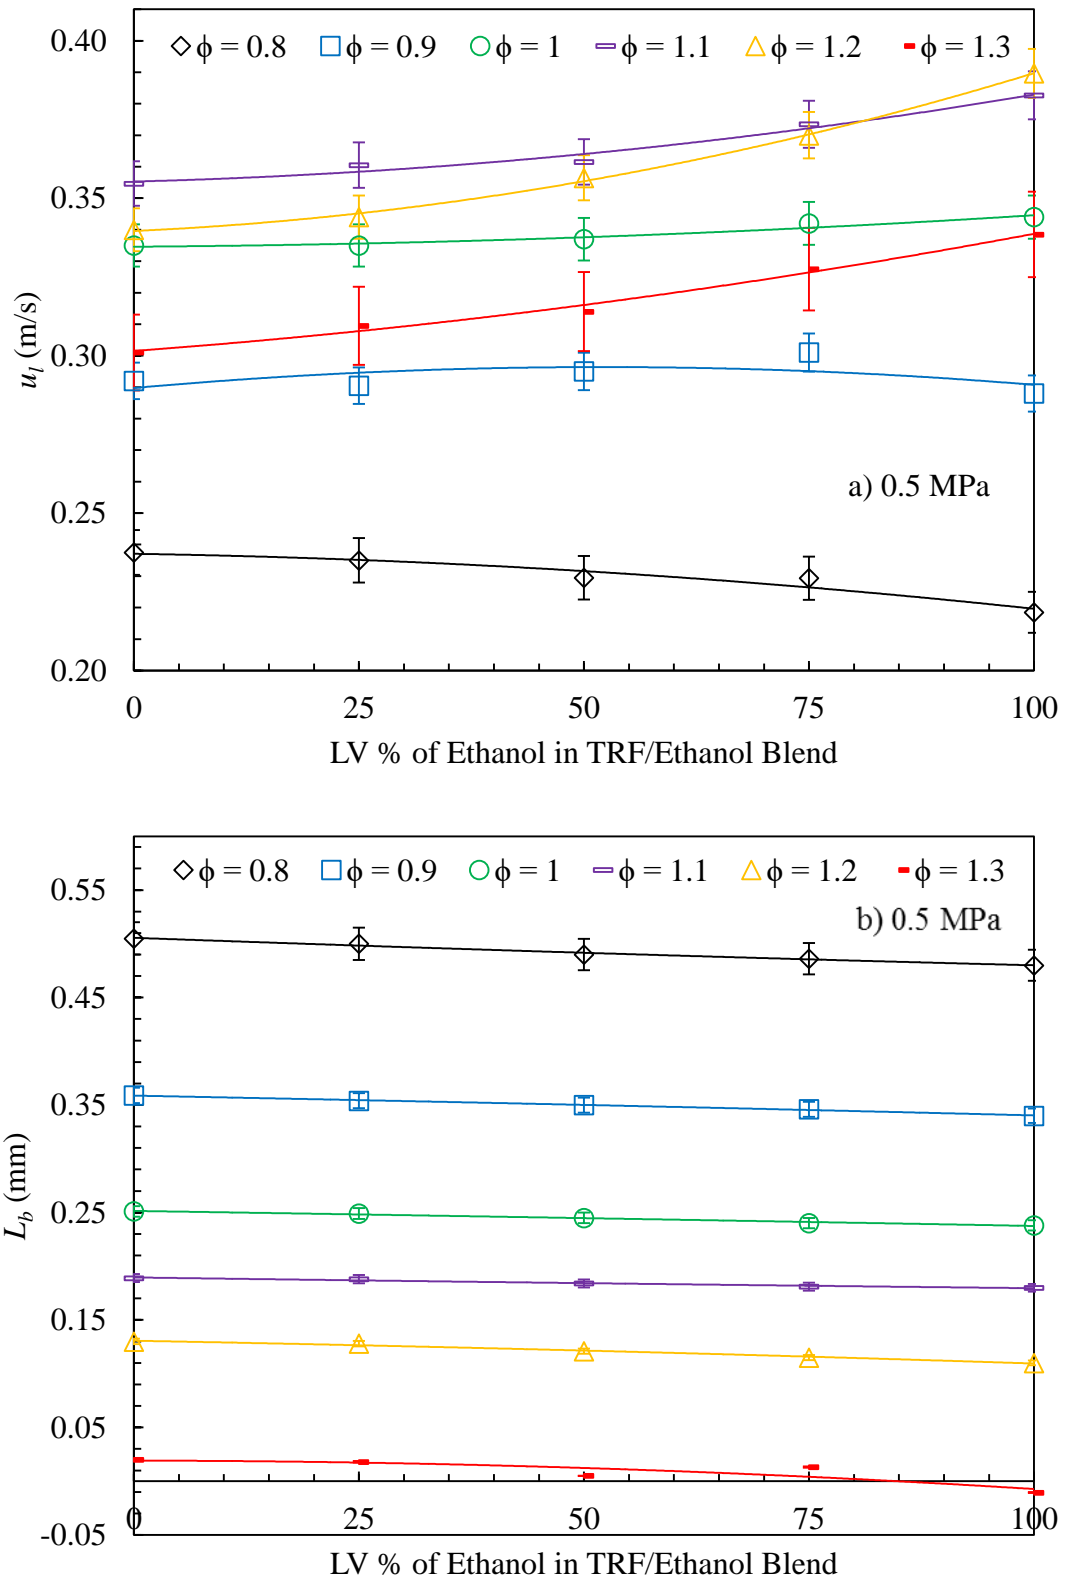 0.40
ϕ = 0.8 ϕ = 0.9 ϕ = 1 ϕ = 1.1 ϕ = 1.2 ϕ = 1.3
0.35
0.30
u_l (m/s)
a) 0.5 MPa
0.25
0.20
0 25 50 75 100
LV % of Ethanol in TRF/Ethanol Blend
ϕ = 0.8 ϕ = 0.9 ϕ = 1 ϕ = 1.1 ϕ = 1.2 ϕ = 1.3
0.55
b) 0.5 MPa
0.45
0.35
L_b (mm)
0.25
0.15
0.05
0 25 50 75 100
-0.05
LV % of Ethanol in TRF/Ethanol Blend